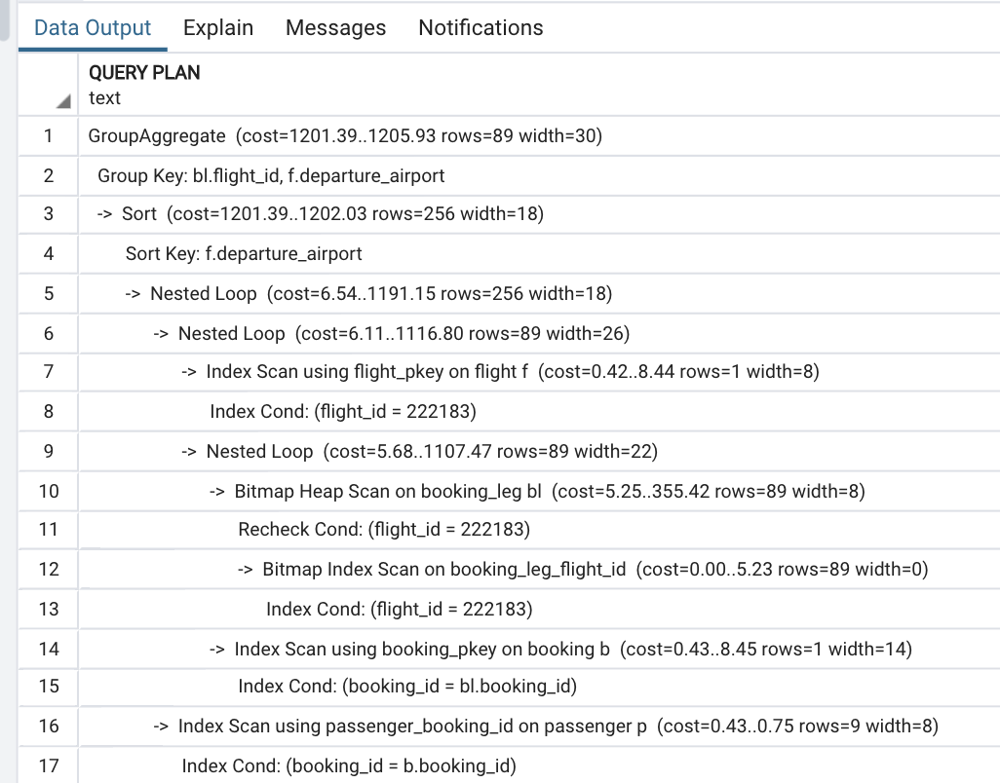 Data Output Explain Messages Notifications
QUERY PLAN
text
1 GroupAggregate (cost=1201.39..1205.93 rows=89 width=30)
2 Group Key: bl.flight_id, f.departure_airport
3 -> Sort (cost=1201.39..1202.03 rows=256 width=18)
4 Sort Key: f.departure_airport
5 -> Nested Loop (cost=6.54..1191.15 rows=256 width=18)
6 -> Nested Loop (cost=6.11..1116.80 rows=89 width=26)
7 -> Index Scan using flight_pkey on flight f (cost=0.42..8.44 rows=1 width=8)
8 Index Cond: (flight_id = 222183)
9 -> Nested Loop (cost=5.68..1107.47 rows=89 width=22)
10 -> Bitmap Heap Scan on booking_leg bl (cost=5.25..355.42 rows=89 width=8)
11 Recheck Cond: (flight_id = 222183)
12 -> Bitmap Index Scan on booking_leg_flight_id (cost=0.00..5.23 rows=89 width=0)
13 Index Cond: (flight_id = 222183)
14 -> Index Scan using booking_pkey on booking b (cost=0.43..8.45 rows=1 width=14)
15 Index Cond: (booking_id = bl.booking_id)
16 -> Index Scan using passenger_booking_id on passenger p (cost=0.43..0.75 rows=9 width=8)
17 Index Cond: (booking_id = b.booking_id)